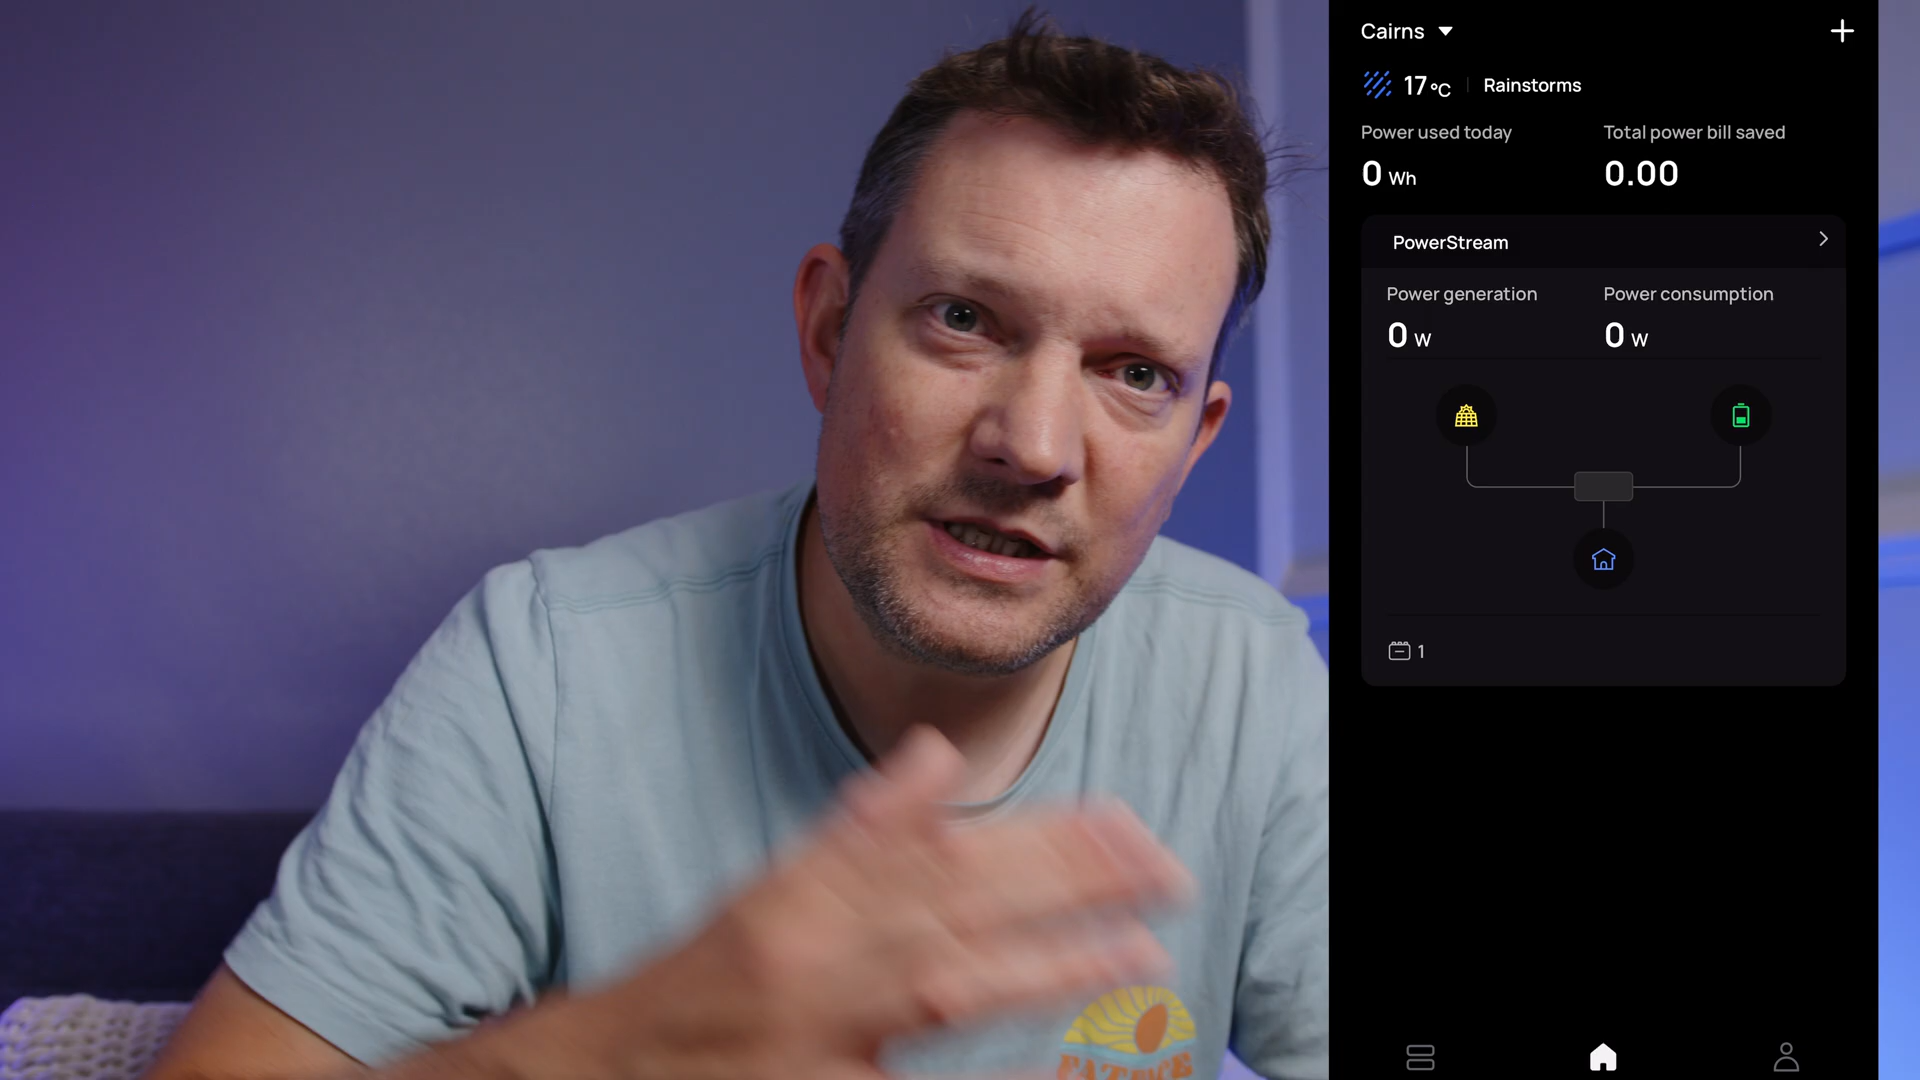 Cairns
17°C | Rainstorms
Power used today
0 Wh
Total power bill saved
0.00
PowerStream
Power generation
0 W
Power consumption
0 W
1